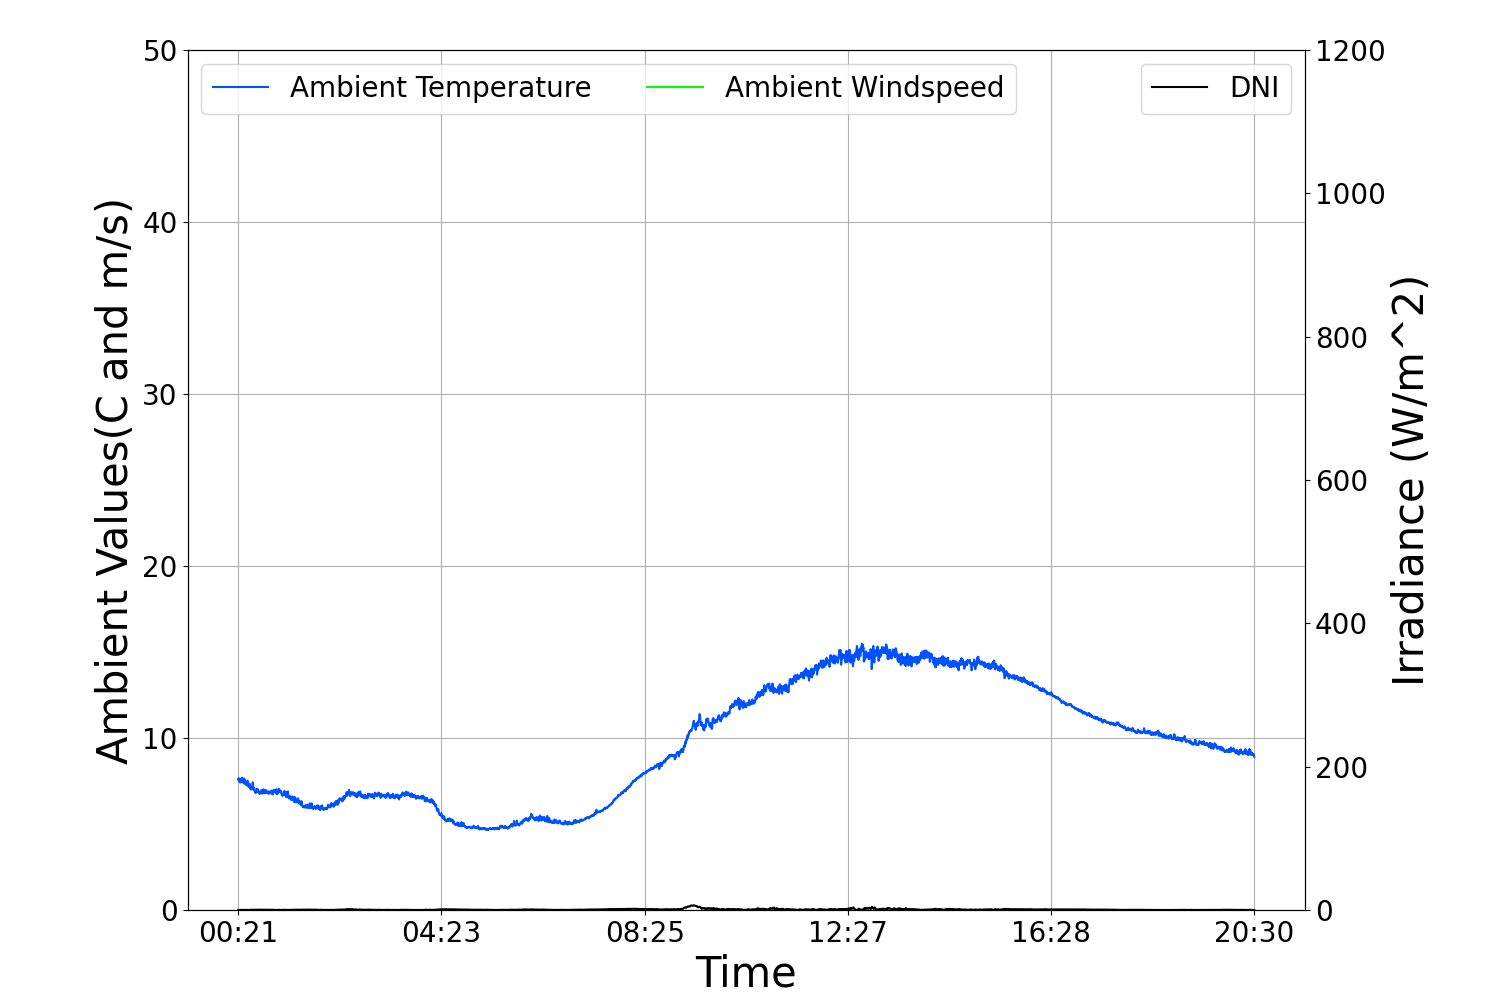 Ambient Temperature Ambient Windspeed DNI
Ambient Values(C and m/s)
50
40
30
20
10
0
1200
1000
800
600
400
200
0
Irradiance (W/m^2)
00:21 04:23 08:25 12:27 16:28 20:30
Time